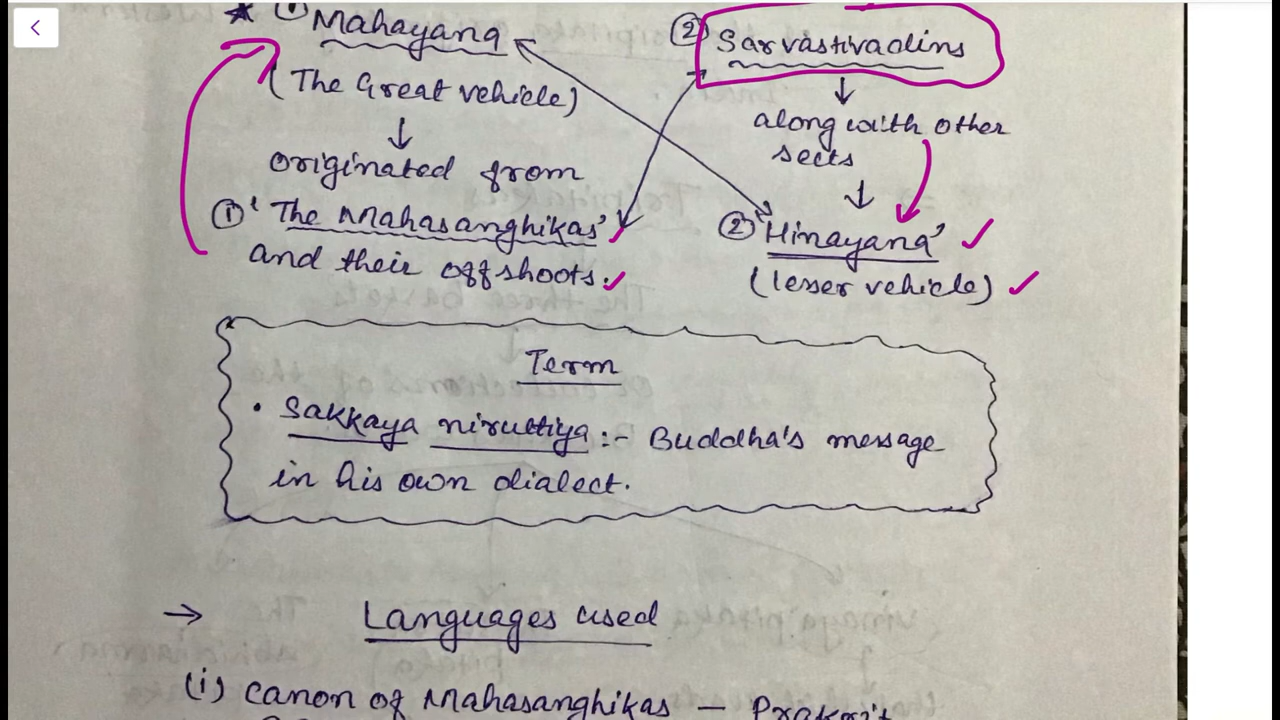 ① Mahayana
(The Great vehicle)
↓
originated from
① 'The Mahasanghikas'
and their offshoots.
② Sarvastivadins
↓
along with other
sects
↓
② 'Hinayana'
(lesser vehicle)
Term
• Sakkaya niruttiya :- Buddha's message
in his own dialect.
→ Languages used
(i) canon of Mahasanghikas — Prakrit